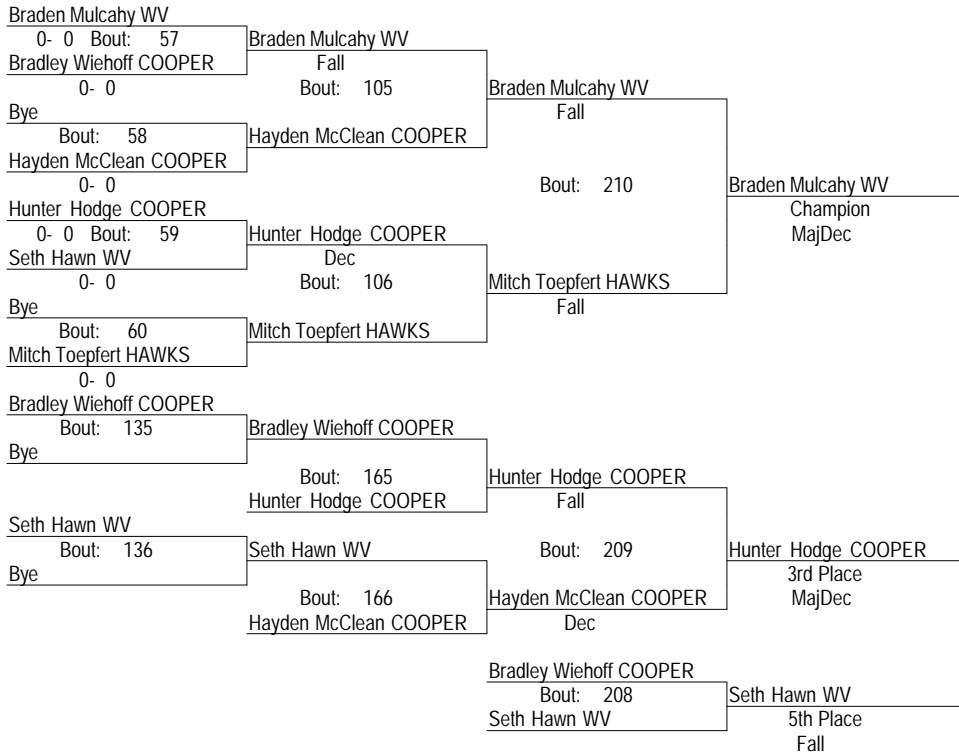 Braden Mulcahy WV
0- 0 Bout: 57 Braden Mulcahy WV
Bradley Wiehoff COOPER Fall
0- 0 Bout: 105 Braden Mulcahy WV
Bye Fall
Bout: 58 Hayden McClean COOPER
Hayden McClean COOPER
0- 0 Bout: 210 Braden Mulcahy WV
Hunter Hodge COOPER Champion
0- 0 Bout: 59 Hunter Hodge COOPER MajDec
Seth Hawn WV Dec
0- 0 Bout: 106 Mitch Toepfert HAWKS
Bye Fall
Bout: 60 Mitch Toepfert HAWKS
Mitch Toepfert HAWKS
0- 0
Bradley Wiehoff COOPER
Bout: 135 Bradley Wiehoff COOPER
Bye
Bout: 165 Hunter Hodge COOPER
Hunter Hodge COOPER Fall
Seth Hawn WV
Bout: 136 Seth Hawn WV Bout: 209 Hunter Hodge COOPER
Bye 3rd Place
Bout: 166 Hayden McClean COOPER MajDec
Hayden McClean COOPER Dec
Bradley Wiehoff COOPER
Bout: 208 Seth Hawn WV
Seth Hawn WV 5th Place
Fall